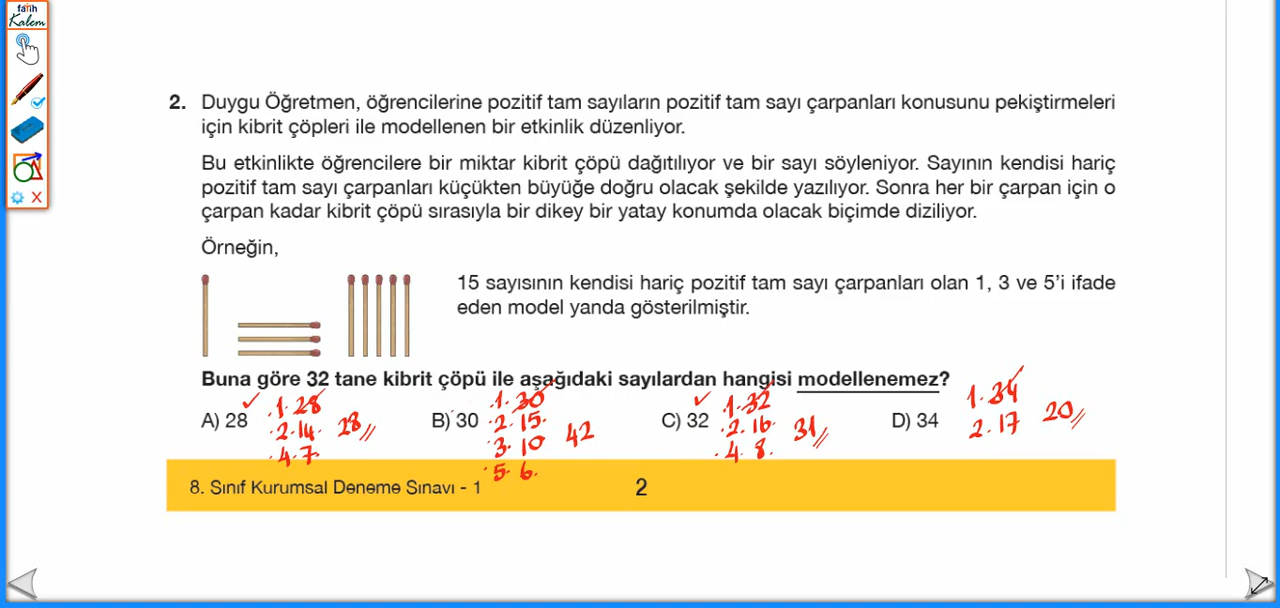 fatih
Kalem
2. Duygu Öğretmen, öğrencilerine pozitif tam sayıların pozitif tam sayı çarpanları konusunu pekiştirmeleri
için kibrit çöpleri ile modellenen bir etkinlik düzenliyor.
Bu etkinlikte öğrencilere bir miktar kibrit çöpü dağıtılıyor ve bir sayı söyleniyor. Sayının kendisi hariç
pozitif tam sayı çarpanları küçükten büyüğe doğru olacak şekilde yazılıyor. Sonra her bir çarpan için o
çarpan kadar kibrit çöpü sırasıyla bir dikey bir yatay konumda olacak biçimde diziliyor.
Örneğin,
15 sayısının kendisi hariç pozitif tam sayı çarpanları olan 1, 3 ve 5'i ifade
eden model yanda gösterilmiştir.
Buna göre 32 tane kibrit çöpü ile aşağıdaki sayılardan hangisi modellenemez?
A) 28
1.28
2.14
4.7
28
B) 30
1.30
2.15
3.10
5.6
42
C) 32
1.32
2.16
4.8
31
D) 34
1.34
2.17
20
8. Sınıf Kurumsal Deneme Sınavı - 1
2